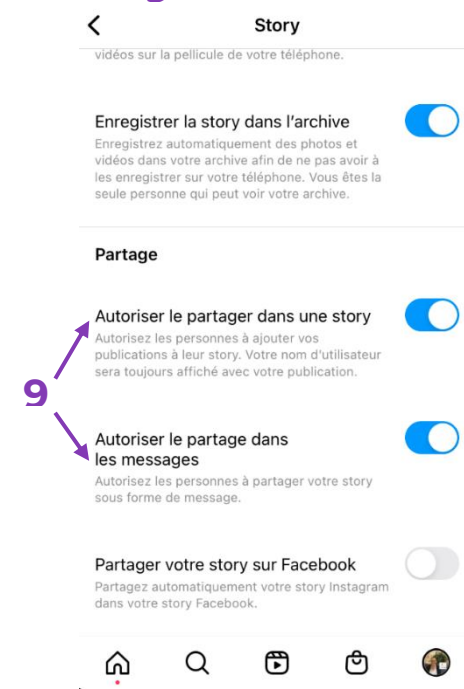 Story
vidéos sur la pellicule de votre téléphone.
Enregistrer la story dans l'archive
Enregistrez automatiquement des photos et
vidéos dans votre archive afin de ne pas avoir à
les enregistrer sur votre téléphone. Vous êtes la
seule personne qui peut voir votre archive.
Partage
Autoriser le partager dans une story
Autorisez les personnes à ajouter vos
publications à leur story. Votre nom d'utilisateur
sera toujours affiché avec votre publication.
9
Autoriser le partage dans
les messages
Autorisez les personnes à partager votre story
sous forme de message.
Partager votre story sur Facebook
Partagez automatiquement votre story Instagram
dans votre story Facebook.